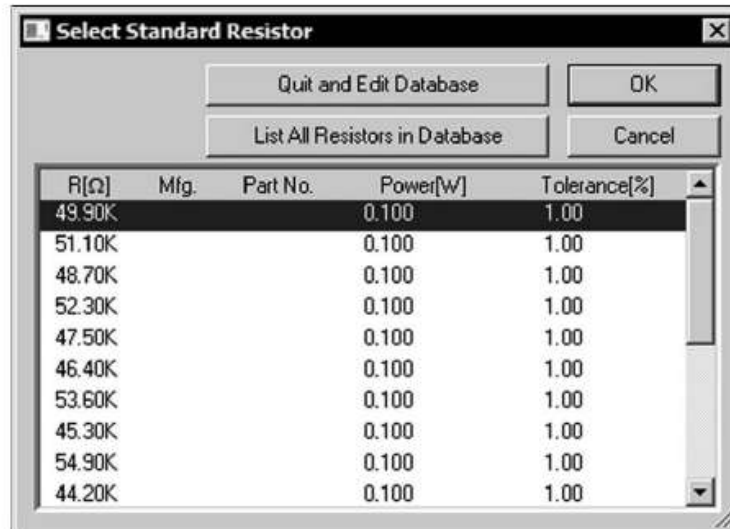 Select Standard Resistor
Quit and Edit Database OK
List All Resistors in Database Cancel
R[Ω] Mfg. Part No. Power[W] Tolerance[%]
49.90K 0.100 1.00
51.10K 0.100 1.00
48.70K 0.100 1.00
52.30K 0.100 1.00
47.50K 0.100 1.00
46.40K 0.100 1.00
53.60K 0.100 1.00
45.30K 0.100 1.00
54.90K 0.100 1.00
44.20K 0.100 1.00